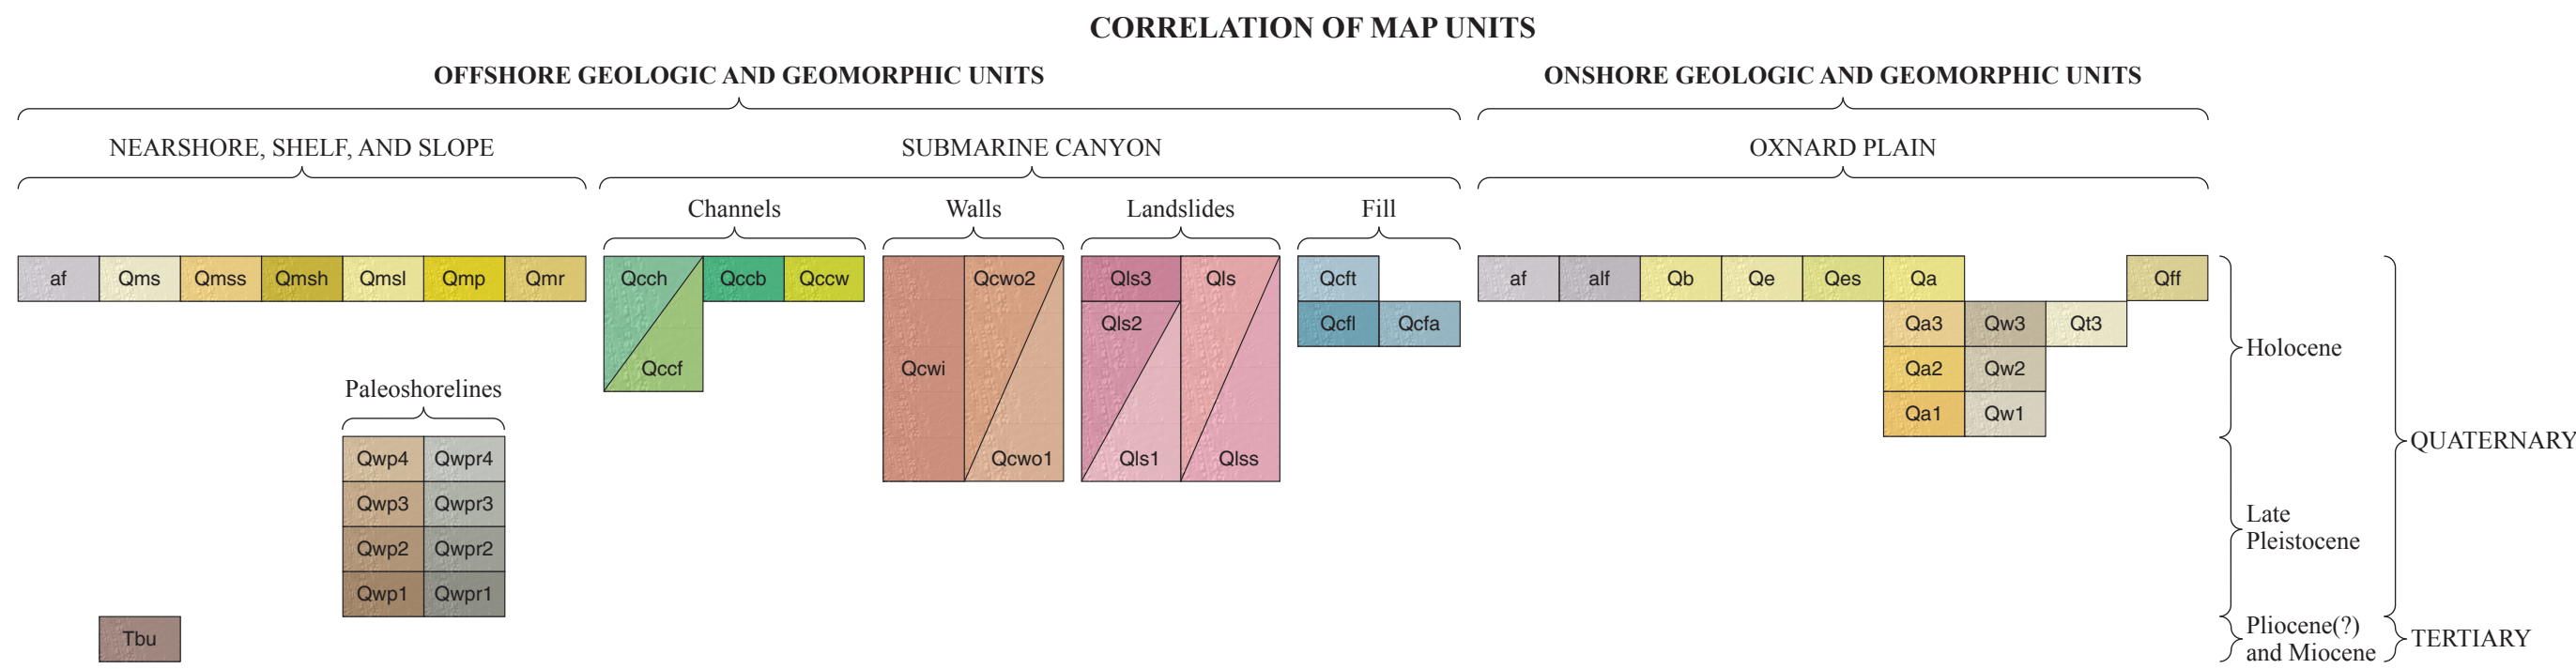 CORRELATION OF MAP UNITS
OFFSHORE GEOLOGIC AND GEOMORPHIC UNITS
ONSHORE GEOLOGIC AND GEOMORPHIC UNITS
NEARSHORE, SHELF, AND SLOPE
SUBMARINE CANYON
OXNARD PLAIN
Channels
Walls
Landslides
Fill
af Qms Qmss Qmsh Qmsl Qmp Qmr
Qcch Qccb Qccw
Qccf
Qcwi
Qcwo2
Qcwo1
Qls3 Qls
Qls2
Qls1 Qlss
Qcft
Qcfl Qcfa
af alf Qb Qe Qes Qa Qff
Qa3 Qw3 Qt3
Qa2 Qw2
Qa1 Qw1
Paleoshorelines
Qwp4 Qwpr4
Qwp3 Qwpr3
Qwp2 Qwpr2
Qwp1 Qwpr1
Tbu
Holocene
Late
Pleistocene
Pliocene(?)
and Miocene
QUATERNARY
TERTIARY